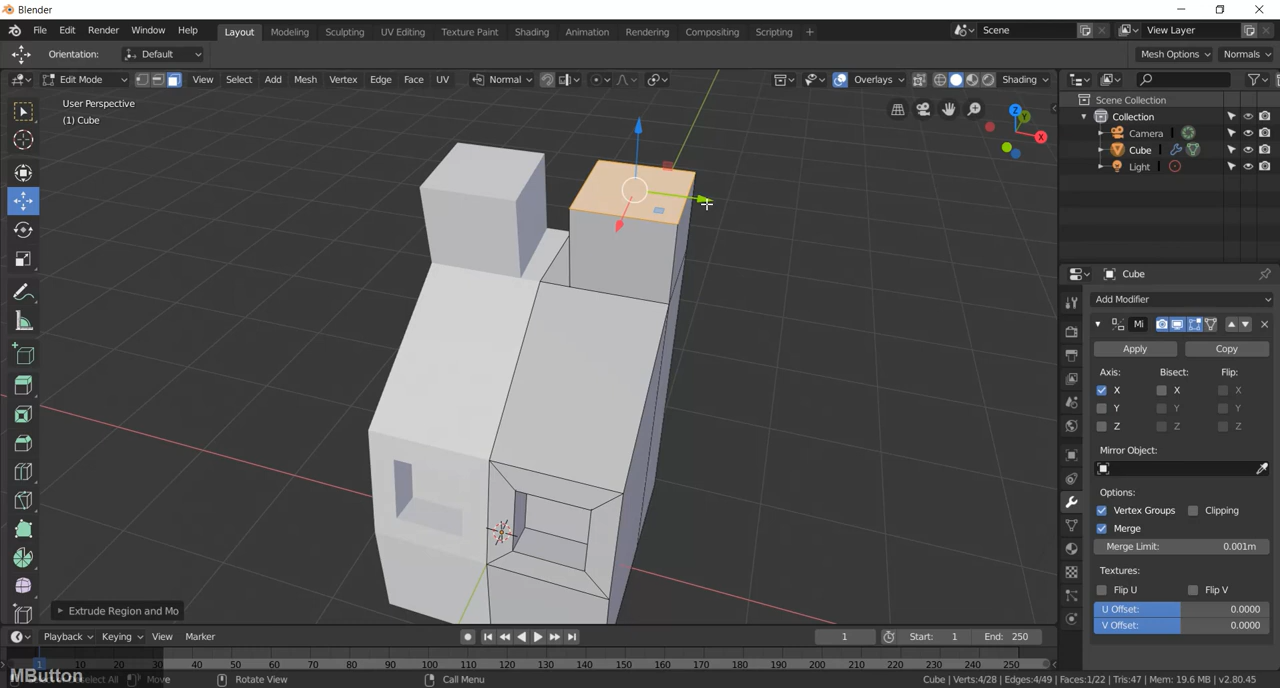 Blender
File Edit Render Window Help Layout Modeling Sculpting UV Editing Texture Paint Shading Animation Rendering Compositing Scripting Scene View Layer
Orientation: Default Mesh Options Normals
Edit Mode View Select Add Mesh Vertex Edge Face UV Normal Overlays Shading
User Perspective
(1) Cube
Z
Y
X
Scene Collection
Collection
Camera
Cube
Light
Cube
Add Modifier
Mi
Apply Copy
Axis: Bisect: Flip:
X X X
Y Y Y
Z Z Z
Mirror Object:
Options:
Vertex Groups Clipping
Merge
Merge Limit: 0.001m
Textures:
Flip U Flip V
U Offset: 0.0000
V Offset: 0.0000
Extrude Region and Mo
Playback Keying View Marker 1 Start: 1 End: 250
1 10 20 30 40 50 60 70 80 90 100 110 120 130 140 150 160 170 180 190 200 210 220 230 240 250
MButton
Select All Move Rotate View Call Menu Cube | Verts:4/28 | Edges:4/49 | Faces:1/22 | Tris:47 | Mem: 19.6 MB | v2.80.45